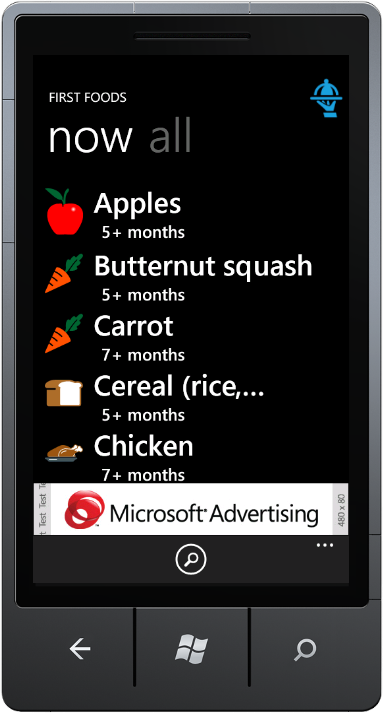 FIRST FOODS
now all
Apples
5+ months
Butternut squash
5+ months
Carrot
7+ months
Cereal (rice,...
5+ months
Chicken
7+ months
Test Test Te
Microsoft Advertising
480 x 80